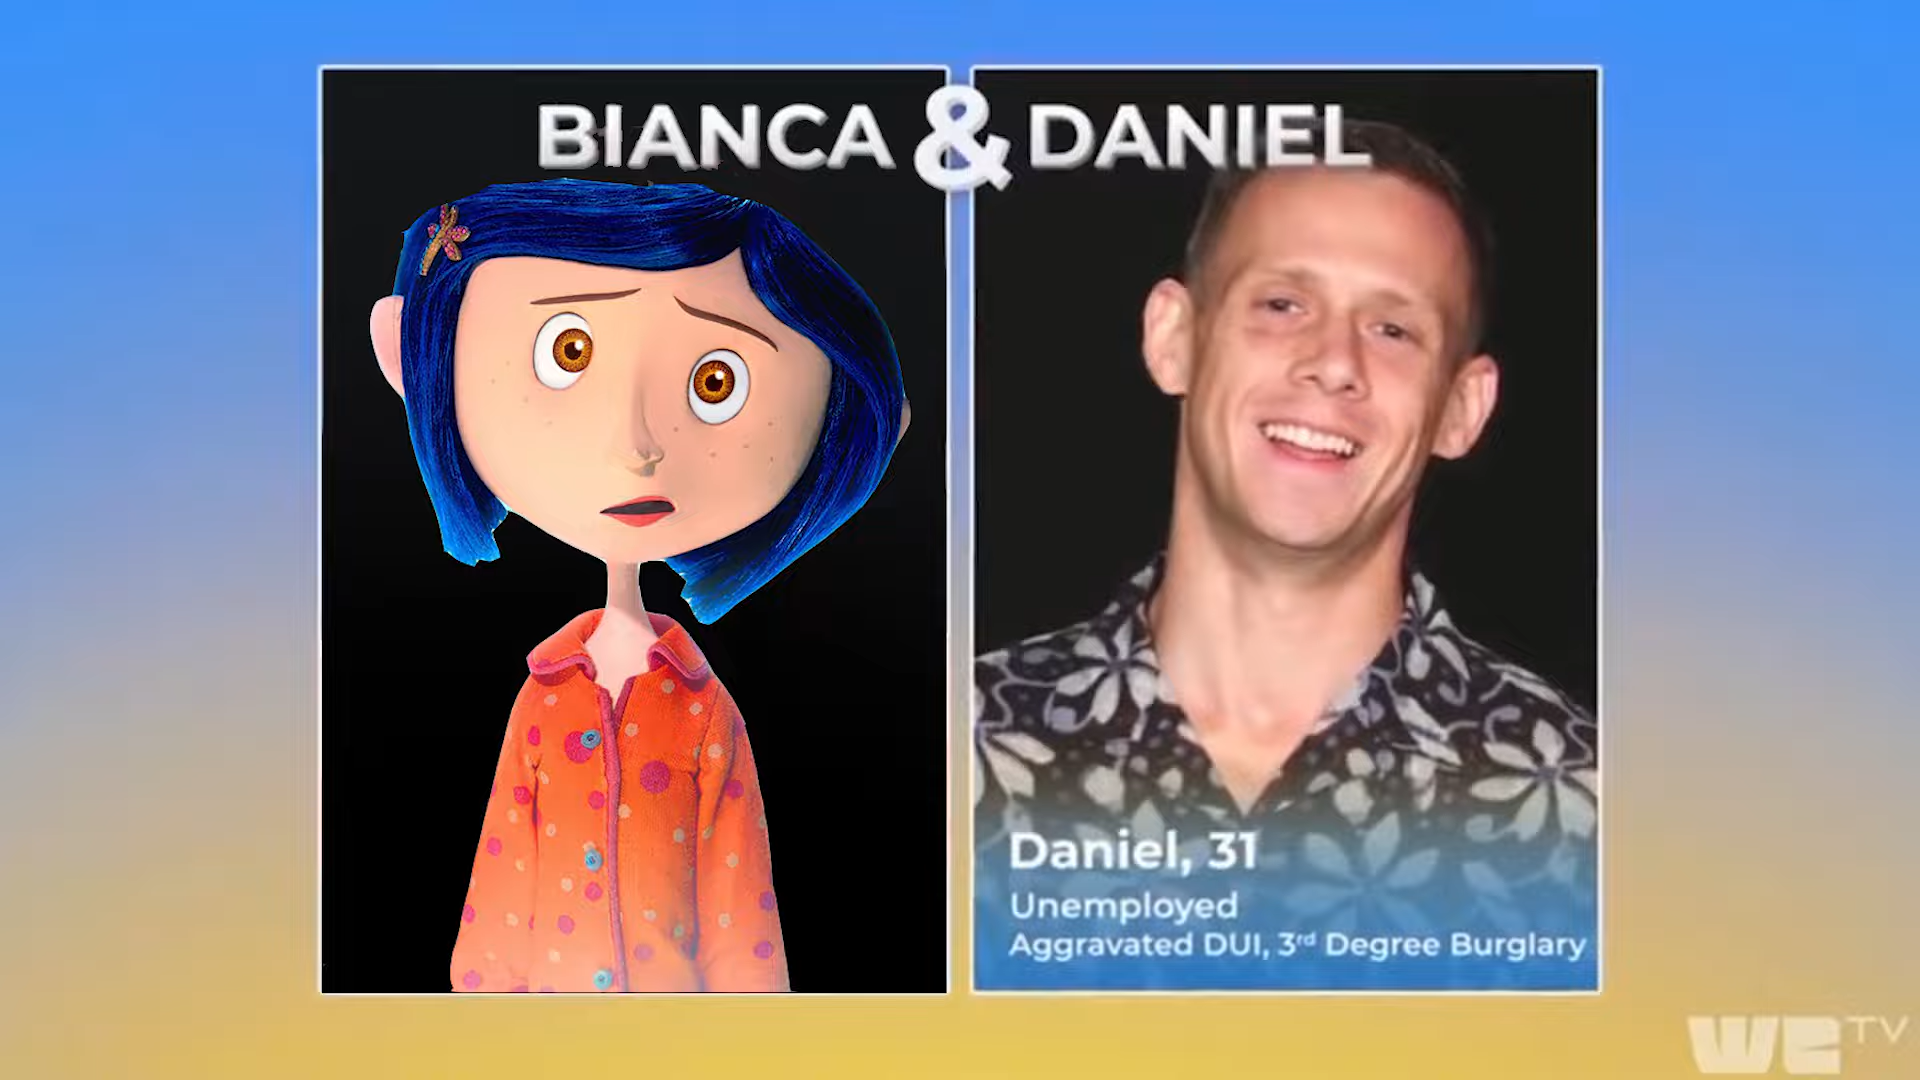 BIANCA & DANIEL
Daniel, 31
Unemployed
Aggravated DUI, 3rd Degree Burglary
WE TV